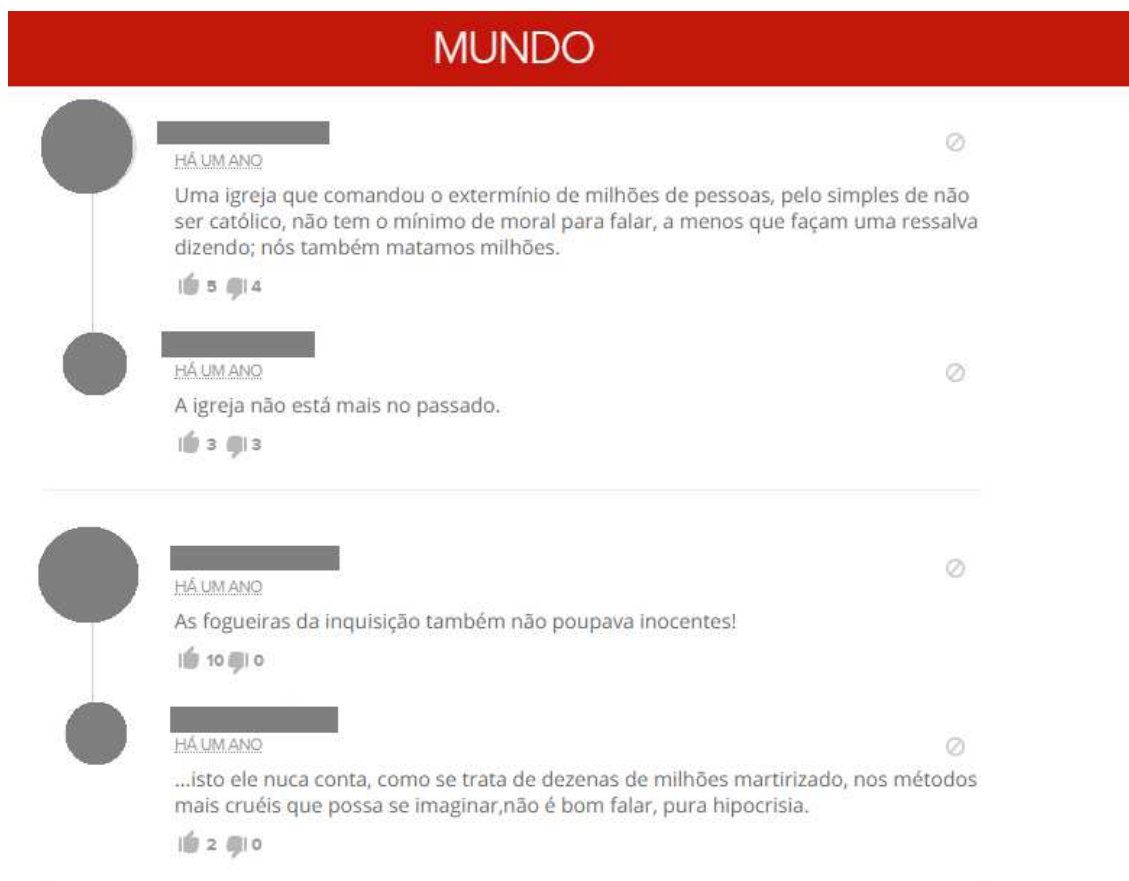 MUNDO
HÁ UM ANO
Uma igreja que comandou o extermínio de milhões de pessoas, pelo simples de não
ser católico, não tem o mínimo de moral para falar, a menos que façam uma ressalva
dizendo; nós também matamos milhões.
5 4
HÁ UM ANO
A igreja não está mais no passado.
3 3
HÁ UM ANO
As fogueiras da inquisição também não poupava inocentes!
10 0
HÁ UM ANO
...isto ele nuca conta, como se trata de dezenas de milhões martirizado, nos métodos
mais cruéis que possa se imaginar,não é bom falar, pura hipocrisia.
2 0